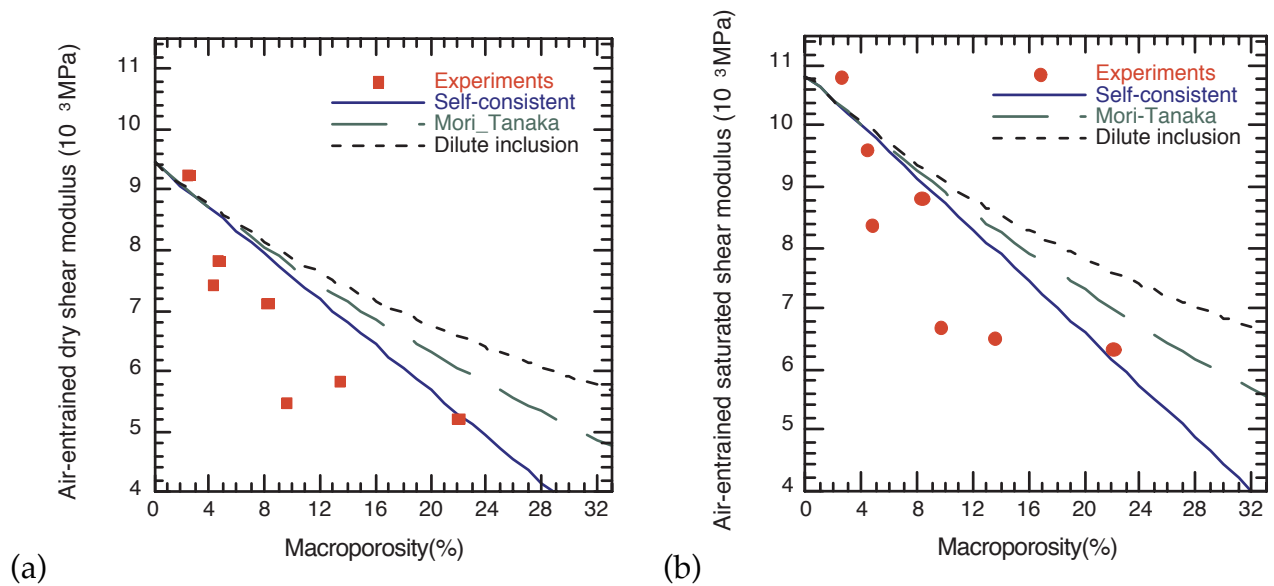 Air-entrained dry shear modulus (10 ³MPa)
11
10
9
8
7
6
5
4
Experiments
Self-consistent
Mori_Tanaka
Dilute inclusion
0 4 8 12 16 20 24 28 32
Macroporosity(%)
(a)
Air-entrained saturated shear modulus (10 ³MPa)
11
10
9
8
7
6
5
4
Experiments
Self-consistent
Mori-Tanaka
Dilute inclusion
0 4 8 12 16 20 24 28 32
Macroporosity(%)
(b)